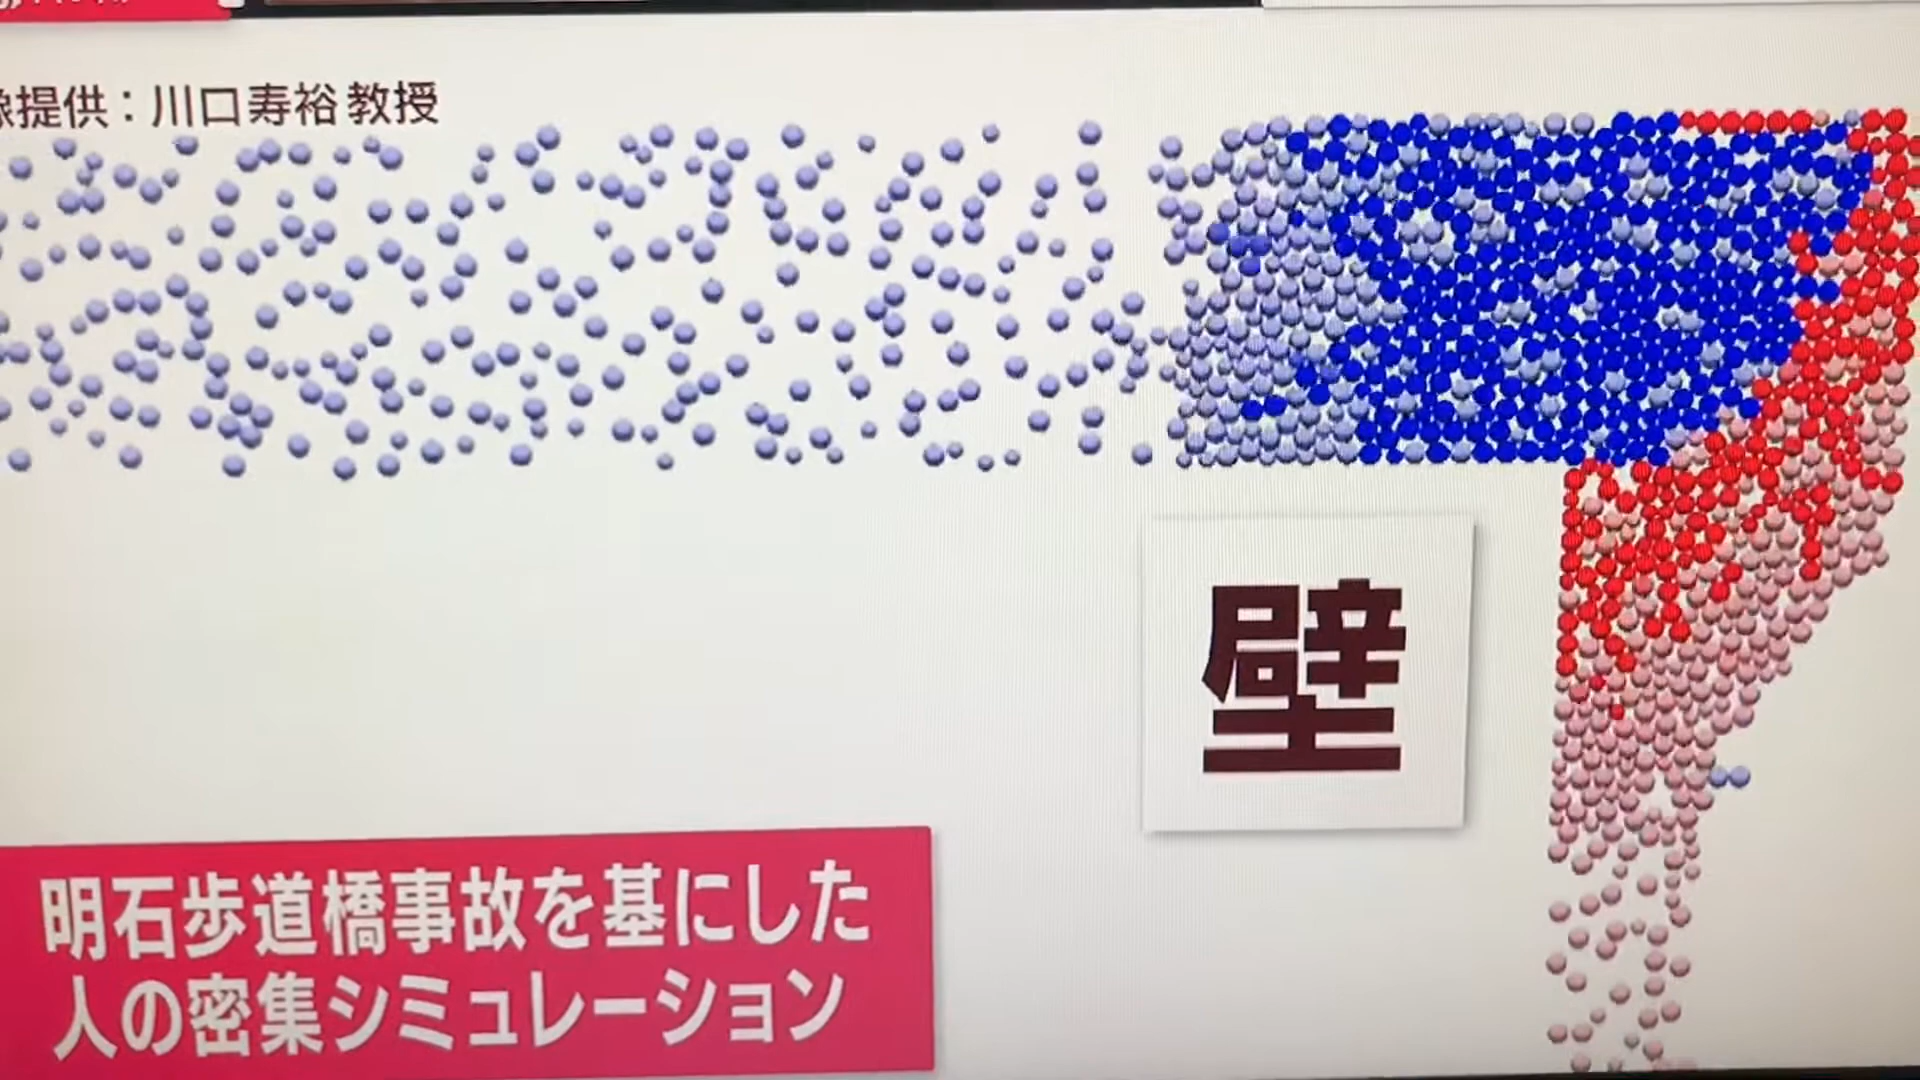 像提供：川口寿裕教授
壁
明石歩道橋事故を基にした
人の密集シミュレーション